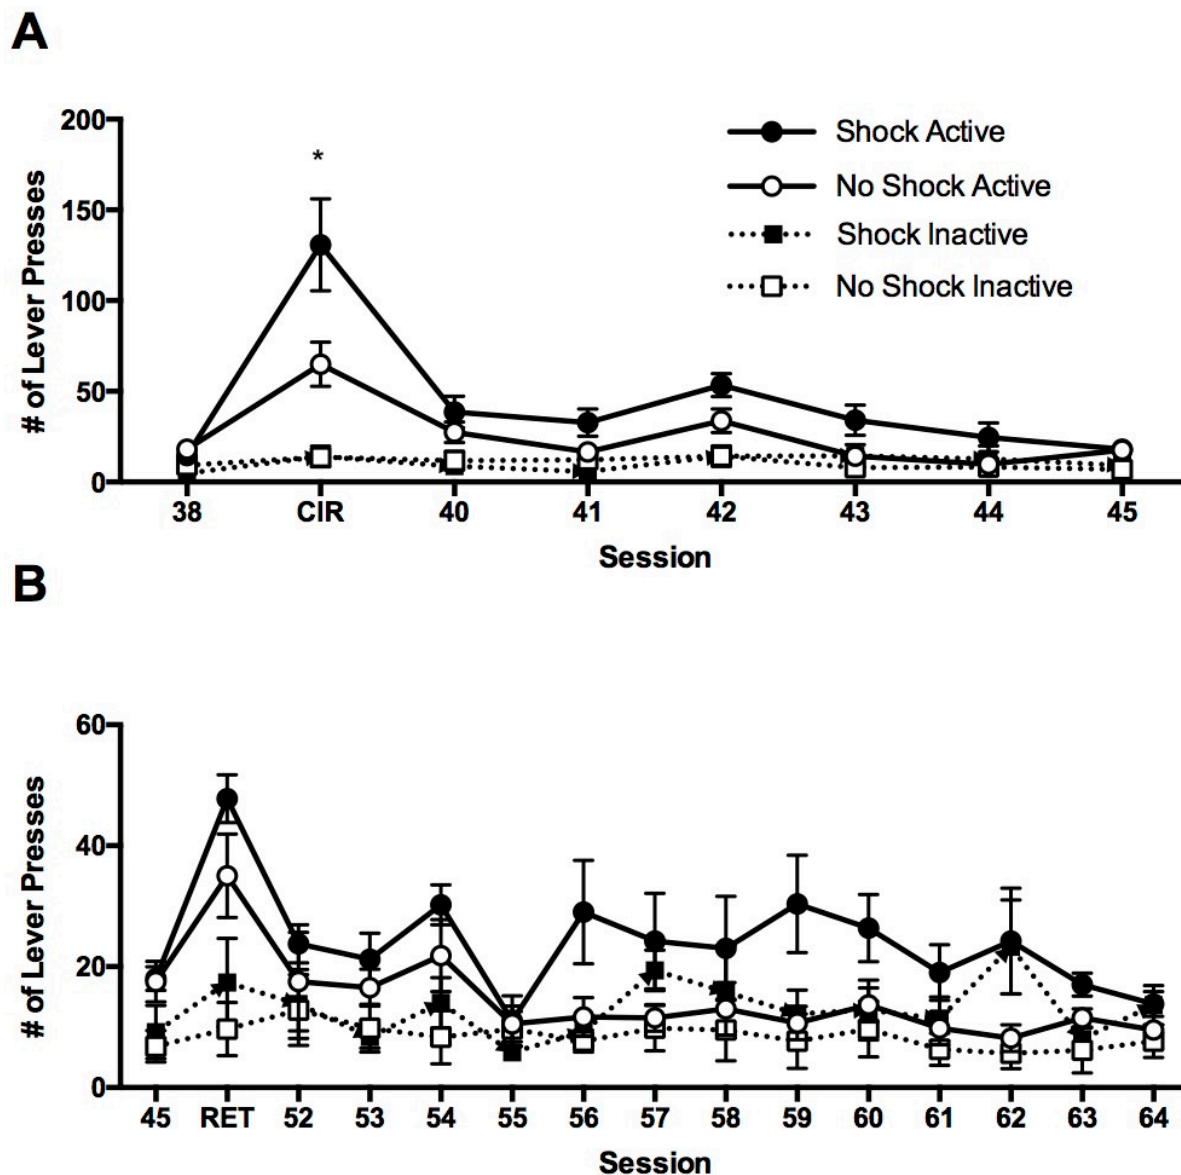 A
# of Lever Presses
200
150
100
50
0
*
Shock Active
No Shock Active
Shock Inactive
No Shock Inactive
38 CIR 40 41 42 43 44 45
Session
B
# of Lever Presses
60
40
20
0
45 RET 52 53 54 55 56 57 58 59 60 61 62 63 64
Session